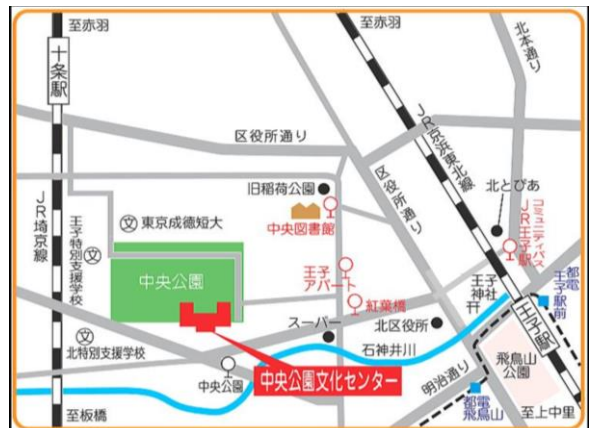 至赤羽
十条駅
JR埼京線
王子特別支援学校
文
文
東京成徳短大
中央公園
文
北特別支援学校
至板橋
区役所通り
旧稲荷公園
中央図書館
王子
アパート
紅葉橋
スーパー
中央公園
中央公園文化センター
石神井川
北区役所
区役所通り
至赤羽
JR京浜東北線
北本通り
北とぴあ
コミュニティバス
JR王子駅
王子
神社
都電
王子駅前
王子駅
飛鳥山
公園
明治通り
都電
飛鳥山
至上中里